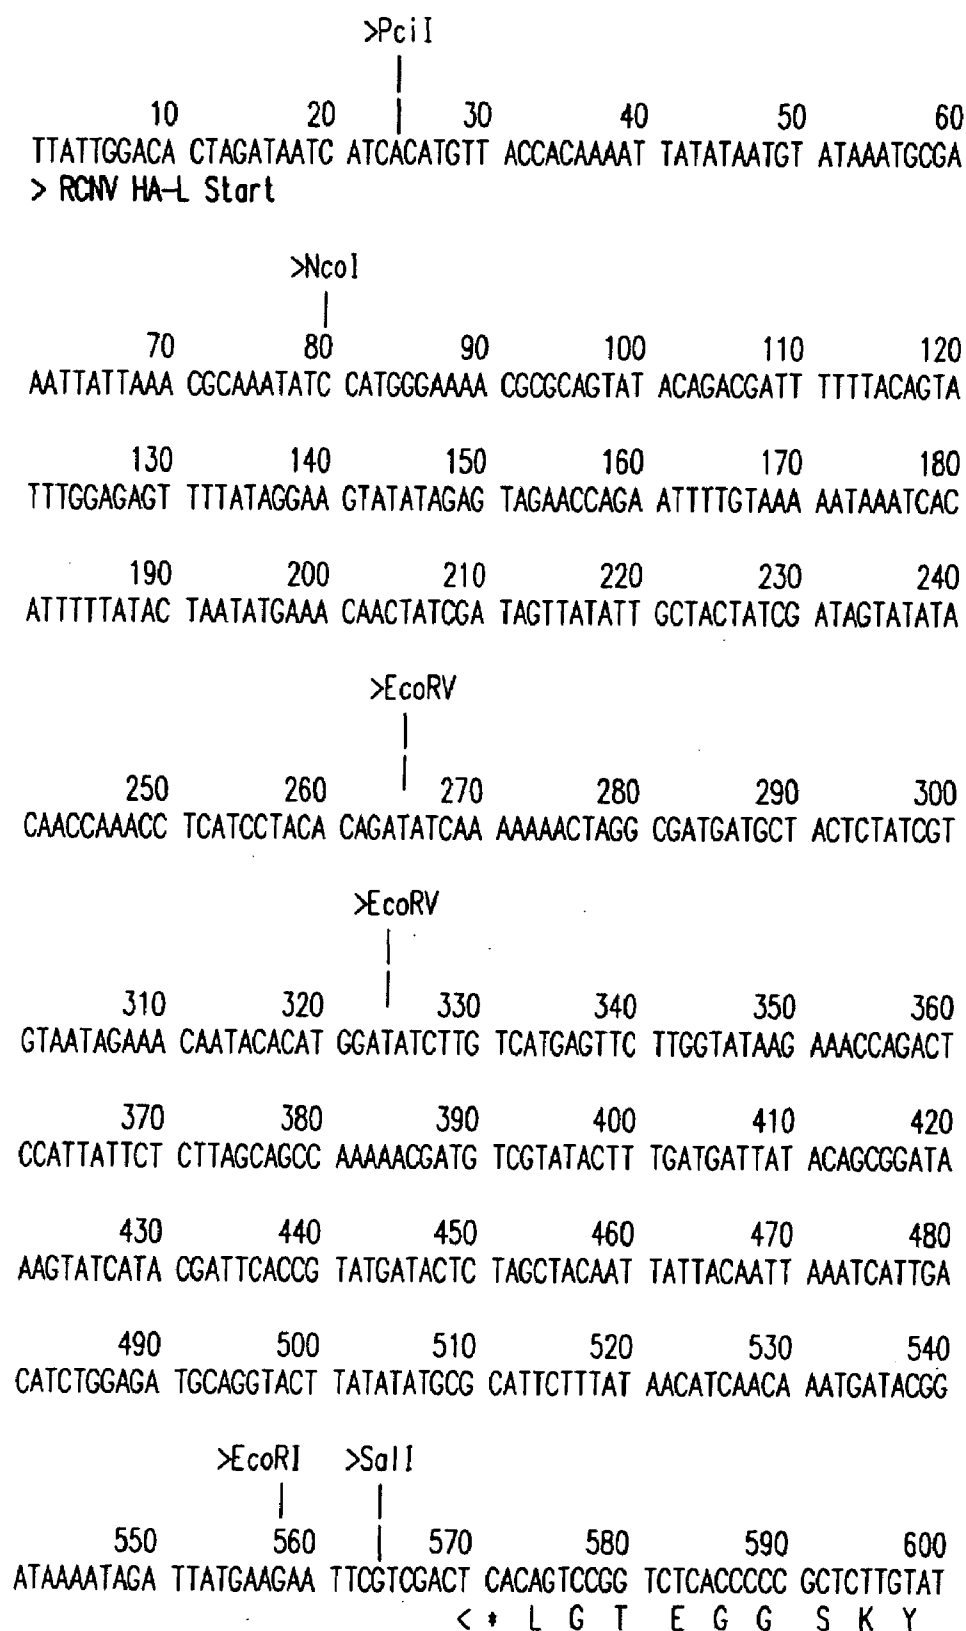 >PciI
10 20 30 40 50 60
TTATTGGACA CTAGATAATC ATCACATGTT ACCACAAAAT TATATAATGT ATAAATGCGA
> RCNV HA-L Start
>NcoI
70 80 90 100 110 120
AATTATTAAA CGCAAATATC CATGGGAAAA CGCGCAGTAT ACAGACGATT TTTTACAGTA
130 140 150 160 170 180
TTTGGAGAGT TTTATAGGAA GTATATAGAG TAGAACCAGA ATTTTGTAAA AATAAATCAC
190 200 210 220 230 240
ATTTTTATAC TAATATGAAA CAACTATCGA TAGTTATATT GCTACTATCG ATAGTATATA
>EcoRV
250 260 270 280 290 300
CAACCAAACC TCATCCTACA CAGATATCAA AAAAACTAGG CGATGATGCT ACTCTATCGT
>EcoRV
310 320 330 340 350 360
GTAATAGAAA CAATACACAT GGATATCTTG TCATGAGTTC TTGGTATAAG AAACCAGACT
370 380 390 400 410 420
CCATTATTCT CTTAGCAGCC AAAAACGATG TCGTATACTT TGATGATTAT ACAGCGGATA
430 440 450 460 470 480
AAGTATCATA CGATTCACCG TATGATACTC TAGCTACAAT TATTACAATT AAATCATTGA
490 500 510 520 530 540
CATCTGGAGA TGCAGGTACT TATATATGCG CATTCTTTAT AACATCAACA AATGATACGG
>EcoRI >SalI
550 560 570 580 590 600
ATAAAATAGA TTATGAAGAA TTCGTCGACT CACAGTCCGG TCTCACCCCC GCTCTTGTAT
< * L G T E G G S K Y